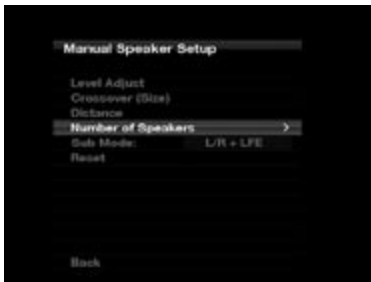 Manual Speaker Setup
Level Adjust
Crossover (Size)
Distance
Number of Speakers >
Sub Mode: L/R + LFE
Reset
Back